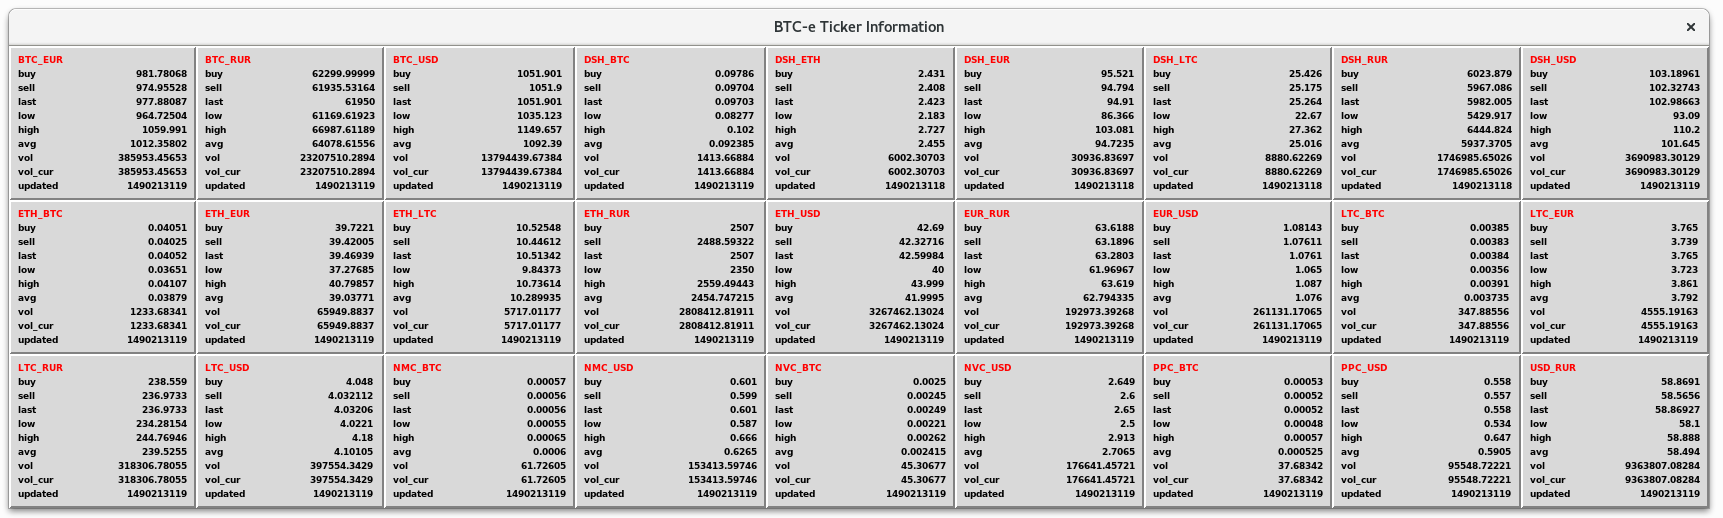 BTC-e Ticker Information
BTC_EUR
buy 981.78068
sell 974.95528
last 977.88087
low 964.72504
high 1059.991
avg 1012.35802
vol 385953.45653
vol_cur 385953.45653
updated 1490213119
BTC_RUR
buy 62299.99999
sell 61935.53164
last 61950
low 61169.61923
high 66987.61189
avg 64078.61556
vol 23207510.2894
vol_cur 23207510.2894
updated 1490213119
BTC_USD
buy 1051.901
sell 1051.9
last 1051.901
low 1035.123
high 1149.657
avg 1092.39
vol 13794439.67384
vol_cur 13794439.67384
updated 1490213119
DSH_BTC
buy 0.09786
sell 0.09704
last 0.09703
low 0.08277
high 0.102
avg 0.092385
vol 1413.66884
vol_cur 1413.66884
updated 1490213119
DSH_ETH
buy 2.431
sell 2.408
last 2.423
low 2.183
high 2.727
avg 2.455
vol 6002.30703
vol_cur 6002.30703
updated 1490213118
DSH_EUR
buy 95.521
sell 94.794
last 94.91
low 86.366
high 103.081
avg 94.7235
vol 30936.83697
vol_cur 30936.83697
updated 1490213118
DSH_LTC
buy 25.426
sell 25.175
last 25.264
low 22.67
high 27.362
avg 25.016
vol 8880.62269
vol_cur 8880.62269
updated 1490213118
DSH_RUR
buy 6023.879
sell 5967.086
last 5982.005
low 5429.917
high 6444.824
avg 5937.3705
vol 1746985.65026
vol_cur 1746985.65026
updated 1490213118
DSH_USD
buy 103.18961
sell 102.32743
last 102.98663
low 93.09
high 110.2
avg 101.645
vol 3690983.30129
vol_cur 3690983.30129
updated 1490213119
ETH_BTC
buy 0.04051
sell 0.04025
last 0.04052
low 0.03651
high 0.04107
avg 0.03879
vol 1233.68341
vol_cur 1233.68341
updated 1490213119
ETH_EUR
buy 39.7221
sell 39.42005
last 39.46939
low 37.27685
high 40.79857
avg 39.03771
vol 65949.8837
vol_cur 65949.8837
updated 1490213119
ETH_LTC
buy 10.52548
sell 10.44612
last 10.51342
low 9.84373
high 10.73614
avg 10.289935
vol 5717.01177
vol_cur 5717.01177
updated 1490213119
ETH_RUR
buy 2507
sell 2488.59322
last 2507
low 2350
high 2559.49443
avg 2454.747215
vol 2808412.81911
vol_cur 2808412.81911
updated 1490213119
ETH_USD
buy 42.69
sell 42.32716
last 42.59984
low 40
high 43.999
avg 41.9995
vol 3267462.13024
vol_cur 3267462.13024
updated 1490213119
EUR_RUR
buy 63.6188
sell 63.1896
last 63.2803
low 61.96967
high 63.619
avg 62.794335
vol 192973.39268
vol_cur 192973.39268
updated 1490213119
EUR_USD
buy 1.08143
sell 1.07611
last 1.0761
low 1.065
high 1.087
avg 1.076
vol 261131.17065
vol_cur 261131.17065
updated 1490213119
LTC_BTC
buy 0.00385
sell 0.00383
last 0.00384
low 0.00356
high 0.00391
avg 0.003735
vol 347.88556
vol_cur 347.88556
updated 1490213119
LTC_EUR
buy 3.765
sell 3.739
last 3.765
low 3.723
high 3.861
avg 3.792
vol 4555.19163
vol_cur 4555.19163
updated 1490213119
LTC_RUR
buy 238.559
sell 236.9733
last 236.9733
low 234.28154
high 244.76946
avg 239.5255
vol 318306.78055
vol_cur 318306.78055
updated 1490213119
LTC_USD
buy 4.048
sell 4.032112
last 4.03206
low 4.0221
high 4.18
avg 4.10105
vol 397554.3429
vol_cur 397554.3429
updated 1490213119
NMC_BTC
buy 0.00057
sell 0.00056
last 0.00056
low 0.00055
high 0.00065
avg 0.0006
vol 61.72605
vol_cur 61.72605
updated 1490213119
NMC_USD
buy 0.601
sell 0.599
last 0.601
low 0.587
high 0.666
avg 0.6265
vol 153413.59746
vol_cur 153413.59746
updated 1490213119
NVC_BTC
buy 0.0025
sell 0.00245
last 0.00249
low 0.00221
high 0.00262
avg 0.002415
vol 45.30677
vol_cur 45.30677
updated 1490213119
NVC_USD
buy 2.649
sell 2.6
last 2.65
low 2.5
high 2.913
avg 2.7065
vol 176641.45721
vol_cur 176641.45721
updated 1490213119
PPC_BTC
buy 0.00053
sell 0.00052
last 0.00052
low 0.00048
high 0.00057
avg 0.000525
vol 37.68342
vol_cur 37.68342
updated 1490213119
PPC_USD
buy 0.558
sell 0.557
last 0.558
low 0.534
high 0.647
avg 0.5905
vol 95548.72221
vol_cur 95548.72221
updated 1490213119
USD_RUR
buy 58.8691
sell 58.5656
last 58.86927
low 58.1
high 58.888
avg 58.494
vol 9363807.08284
vol_cur 9363807.08284
updated 1490213119